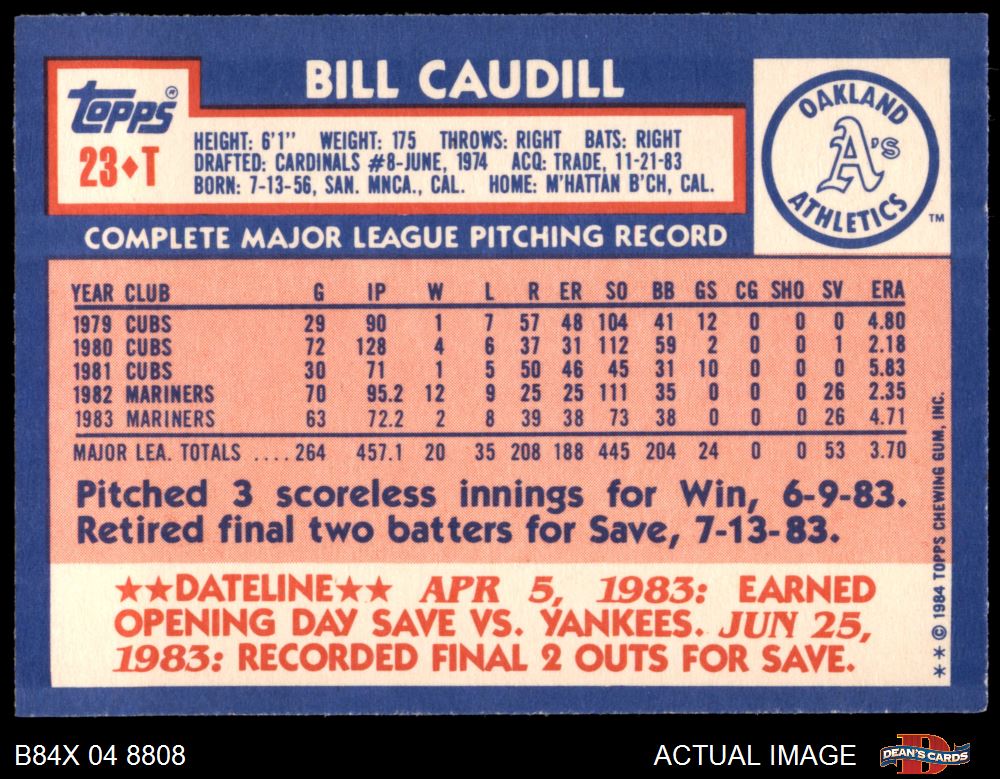 BILL CAUDILL
TOPPS®
23♦T
HEIGHT: 6'1" WEIGHT: 175 THROWS: RIGHT BATS: RIGHT
DRAFTED: CARDINALS #8-JUNE, 1974 ACQ: TRADE, 11-21-83
BORN: 7-13-56, SAN. MNCA., CAL. HOME: M'HATTAN B'CH, CAL.
OAKLAND
A's
ATHLETICS
™
COMPLETE MAJOR LEAGUE PITCHING RECORD
YEAR CLUB G IP W L R ER SO BB GS CG SHO SV ERA
1979 CUBS 29 90 1 7 57 48 104 41 12 0 0 0 4.80
1980 CUBS 72 128 4 6 37 31 112 59 2 0 0 1 2.18
1981 CUBS 30 71 1 5 50 46 45 31 10 0 0 0 5.83
1982 MARINERS 70 95.2 12 9 25 25 111 35 0 0 0 26 2.35
1983 MARINERS 63 72.2 2 8 39 38 73 38 0 0 0 26 4.71
MAJOR LEA. TOTALS ....264 457.1 20 35 208 188 445 204 24 0 0 53 3.70
Pitched 3 scoreless innings for Win, 6-9-83.
Retired final two batters for Save, 7-13-83.
★★DATELINE★★ APR 5, 1983: EARNED
OPENING DAY SAVE VS. YANKEES. JUN 25,
1983: RECORDED FINAL 2 OUTS FOR SAVE.
** © 1984 TOPPS CHEWING GUM, INC.
B84X 04 8808
ACTUAL IMAGE
DEAN'S CARDS